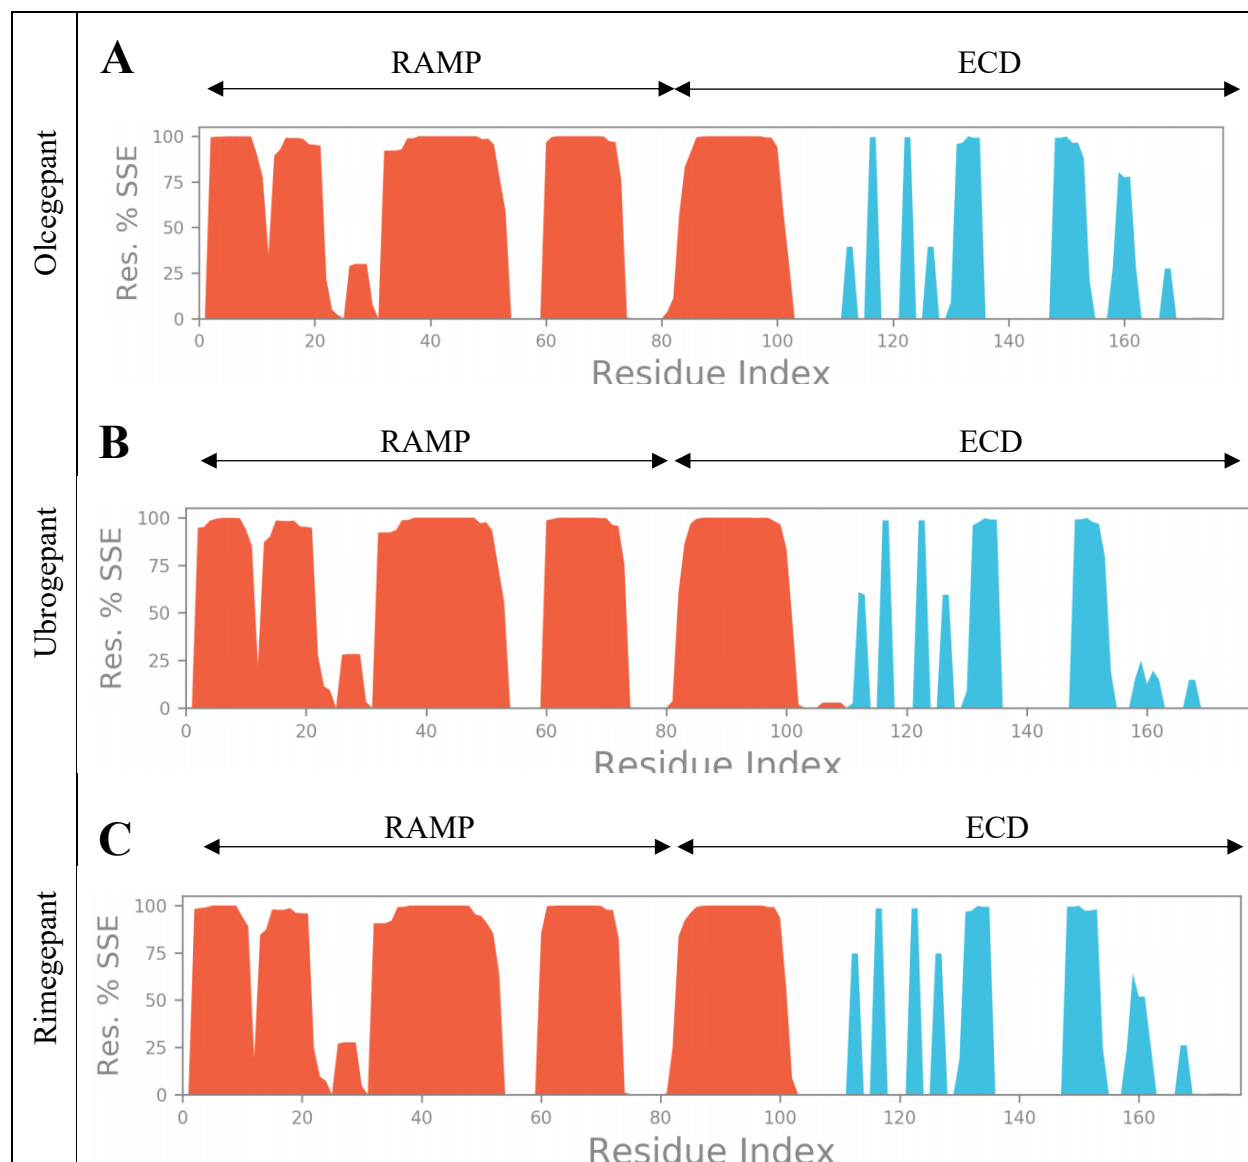 A
RAMP
ECD
Olcegepant
Res. % SSE
100
75
50
25
0
0 20 40 60 80 100 120 140 160
Residue Index
B
RAMP
ECD
Ubrogepant
Res. % SSE
100
75
50
25
0
0 20 40 60 80 100 120 140 160
Residue Index
C
RAMP
ECD
Rimegepant
Res. % SSE
100
75
50
25
0
0 20 40 60 80 100 120 140 160
Residue Index